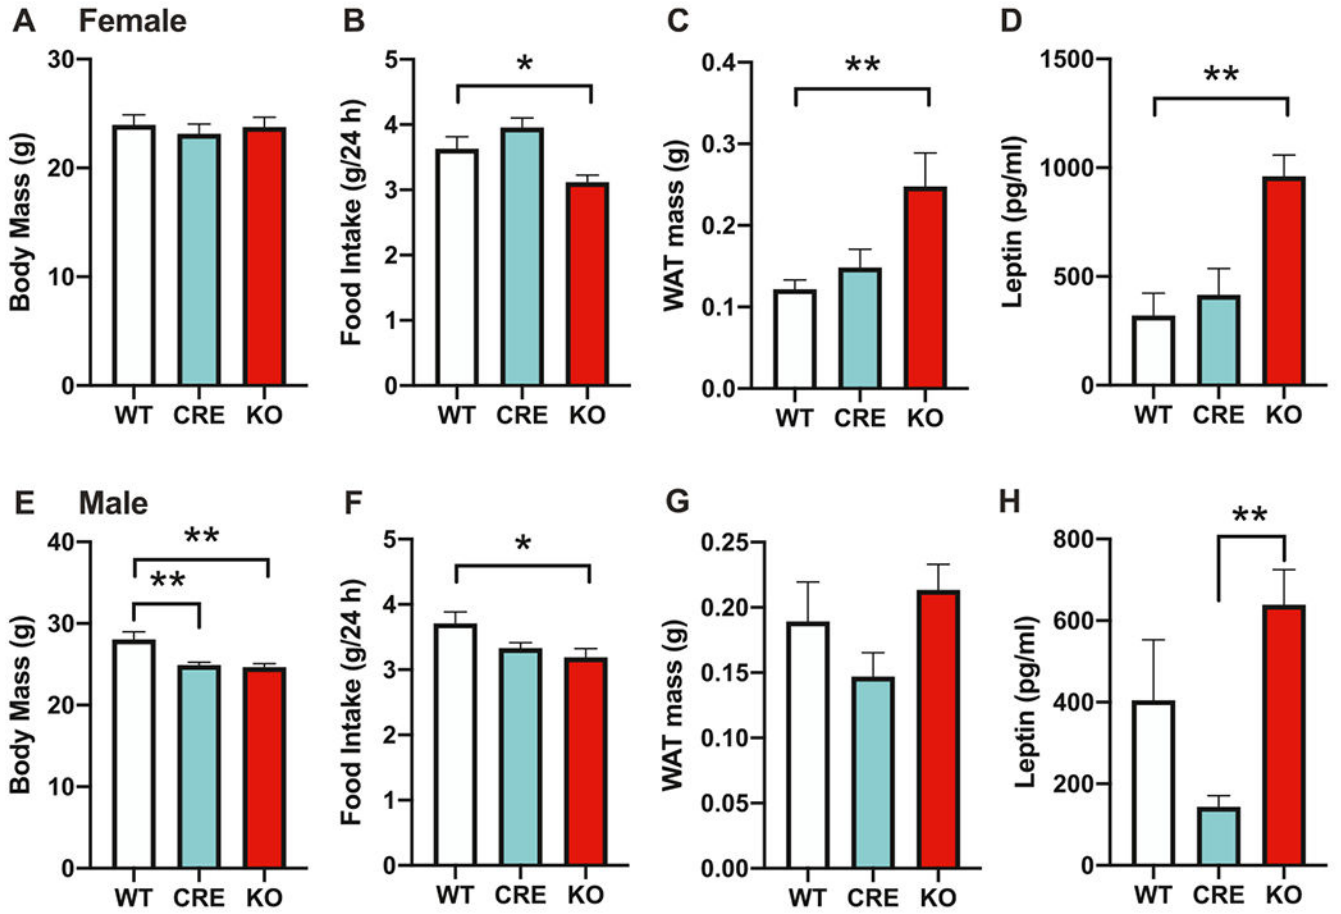 A Female
Body Mass (g)
30
20
10
0
WT CRE KO
B
Food Intake (g/24 h)
5
4
3
2
1
0
*
WT CRE KO
C
WAT mass (g)
0.4
0.3
0.2
0.1
0.0
**
WT CRE KO
D
Leptin (pg/ml)
1500
1000
500
0
**
WT CRE KO
E Male
Body Mass (g)
40
30
20
10
0
**
**
WT CRE KO
F
Food Intake (g/24 h)
5
4
3
2
1
0
*
WT CRE KO
G
WAT mass (g)
0.25
0.20
0.15
0.10
0.05
0.00
WT CRE KO
H
Leptin (pg/ml)
800
600
400
200
0
**
WT CRE KO